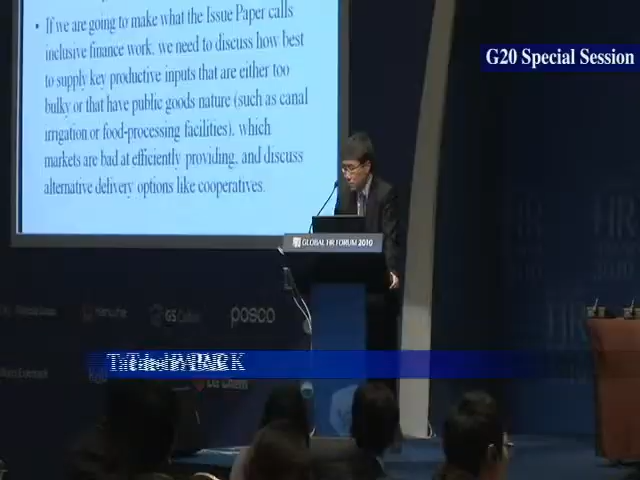 • If we are going to make what the Issue Paper calls
inclusive finance work, we need to discuss how best
to supply key productive inputs that are either too
bulky or that have public goods nature (such as canal
irrigation or food-processing facilities), which
markets are bad at efficiently providing, and discuss
alternative delivery options like cooperatives.
G20 Special Session
GLOBAL HR FORUM 2010
HR
HR
GS
posco